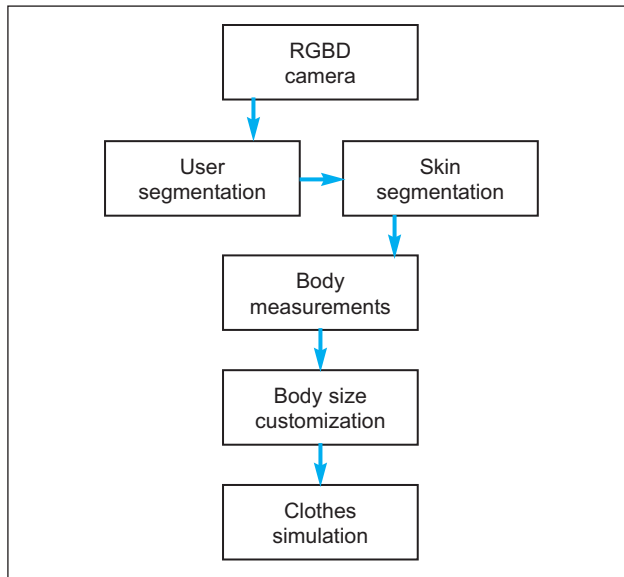 RGBD
camera
User
segmentation
Skin
segmentation
Body
measurements
Body size
customization
Clothes
simulation